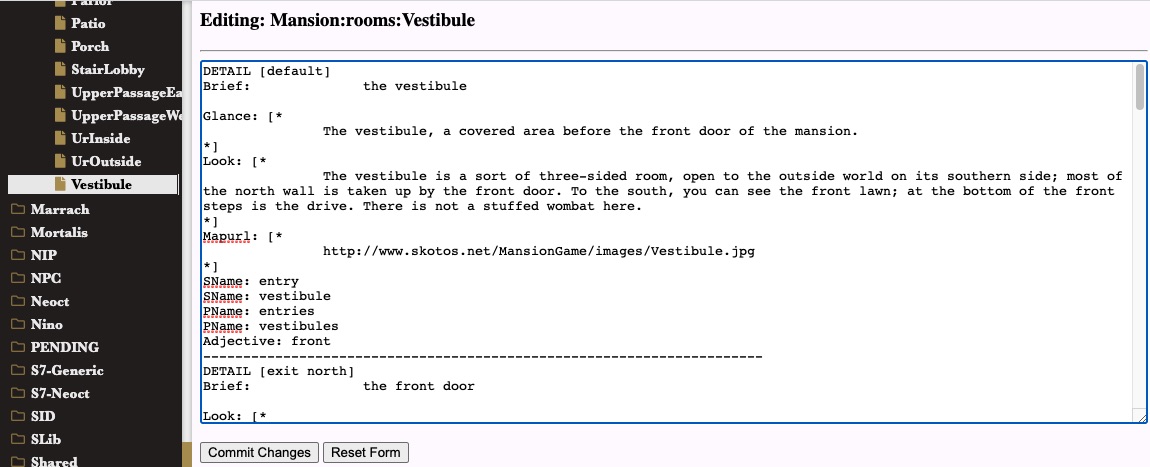 Parlor
Patio
Porch
StairLobby
UpperPassageEa
UpperPassageWe
UrInside
UrOutside
Vestibule
Marrach
Mortalis
NIP
NPC
Neoct
Nino
PENDING
S7-Generic
S7-Neoct
SID
SLib
Shared
Editing: Mansion:rooms:Vestibule
DETAIL [default]
Brief: the vestibule
Glance: [*
The vestibule, a covered area before the front door of the mansion.
*]
Look: [*
The vestibule is a sort of three-sided room, open to the outside world on its southern side; most of
the north wall is taken up by the front door. To the south, you can see the front lawn; at the bottom of the front
steps is the drive. There is not a stuffed wombat here.
*]
Mapurl: [*
http://www.skotos.net/MansionGame/images/Vestibule.jpg
*]
SName: entry
SName: vestibule
PName: entries
PName: vestibules
Adjective: front
----------------------------------------------------------------------
DETAIL [exit north]
Brief: the front door
Look: [*
Commit Changes Reset Form